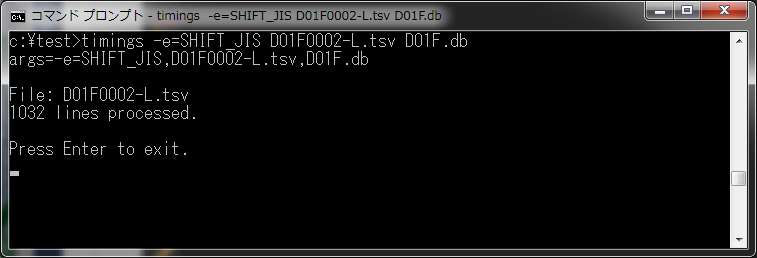 コマンド プロンプト - timings  -e=SHIFT_JIS D01F0002-L.tsv D01F.db
c:¥test>timings -e=SHIFT_JIS D01F0002-L.tsv D01F.db
args=-e=SHIFT_JIS,D01F0002-L.tsv,D01F.db
File: D01F0002-L.tsv
1032 lines processed.
Press Enter to exit.